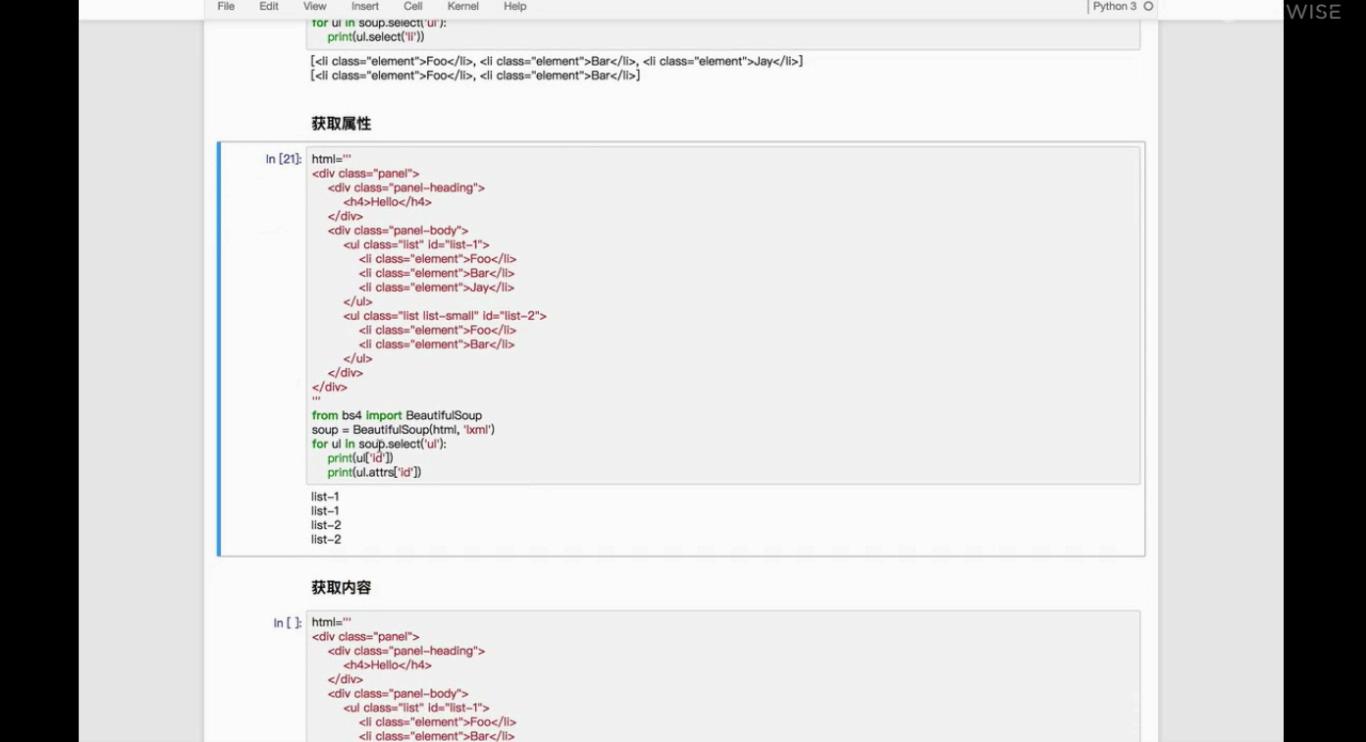 File Edit View Insert Cell Kernel Help Python 3
WISE
for ul in soup.select('ul'):
    print(ul.select('li'))
[<li class="element">Foo</li>, <li class="element">Bar</li>, <li class="element">Jay</li>]
[<li class="element">Foo</li>, <li class="element">Bar</li>]
获取属性
In [21]: html='''
<div class="panel">
    <div class="panel-heading">
        <h4>Hello</h4>
    </div>
    <div class="panel-body">
        <ul class="list" id="list-1">
            <li class="element">Foo</li>
            <li class="element">Bar</li>
            <li class="element">Jay</li>
        </ul>
        <ul class="list list-small" id="list-2">
            <li class="element">Foo</li>
            <li class="element">Bar</li>
        </ul>
    </div>
</div>
'''
from bs4 import BeautifulSoup
soup = BeautifulSoup(html, 'lxml')
for ul in soup.select('ul'):
    print(ul['id'])
    print(ul.attrs['id'])
list-1
list-1
list-2
list-2
获取内容
In [ ]: html='''
<div class="panel">
    <div class="panel-heading">
        <h4>Hello</h4>
    </div>
    <div class="panel-body">
        <ul class="list" id="list-1">
            <li class="element">Foo</li>
            <li class="element">Bar</li>